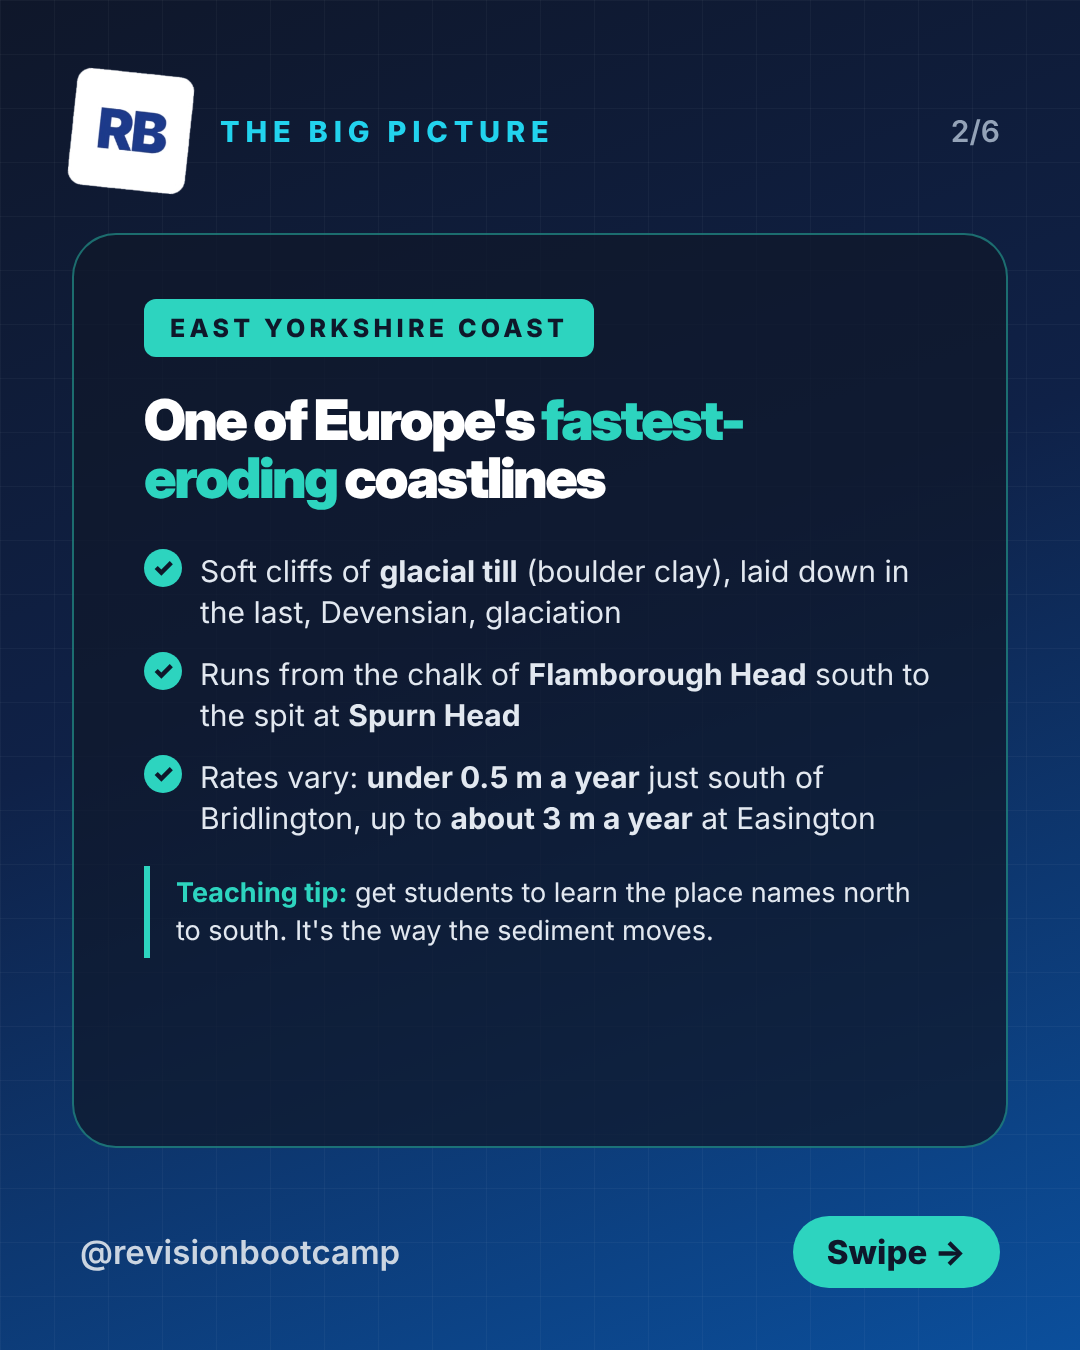 RB
THE BIG PICTURE
2/6
EAST YORKSHIRE COAST
One of Europe's fastest-
eroding coastlines
Soft cliffs of glacial till (boulder clay), laid down in
the last, Devensian, glaciation
Runs from the chalk of Flamborough Head south to
the spit at Spurn Head
Rates vary: under 0.5 m a year just south of
Bridlington, up to about 3 m a year at Easington
Teaching tip: get students to learn the place names north
to south. It's the way the sediment moves.
@revisionbootcamp
Swipe →